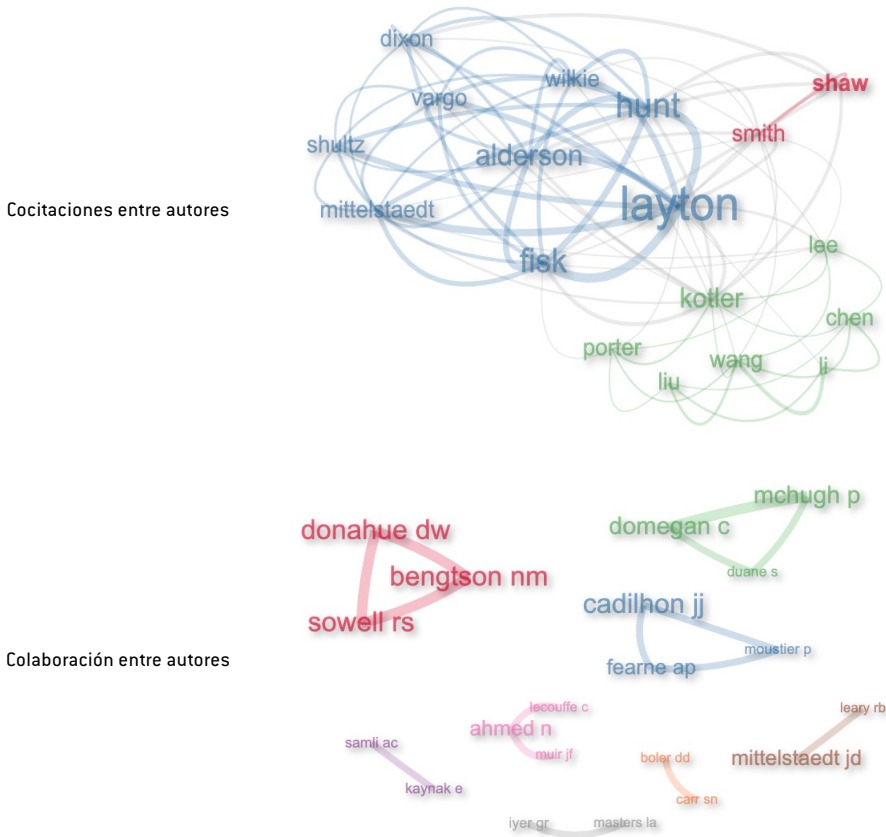 dixon
wilkie
shaw
vargo
hunt
smith
shultz
alderson
Cocitaciones entre autores
mittelstaedt
layton
lee
fisk
kotler
chen
porter
wang
li
liu
mchugh p
donahue dw
domegan c
bengtson nm
duane s
cadilhon jj
sowell rs
moustier p
Colaboración entre autores
fearne ap
lecouffe c
leary rb
ahmed n
samli ac
muir jf
boler dd
mittelstaedt jd
kaynak e
carr sn
iyer gr
masters la